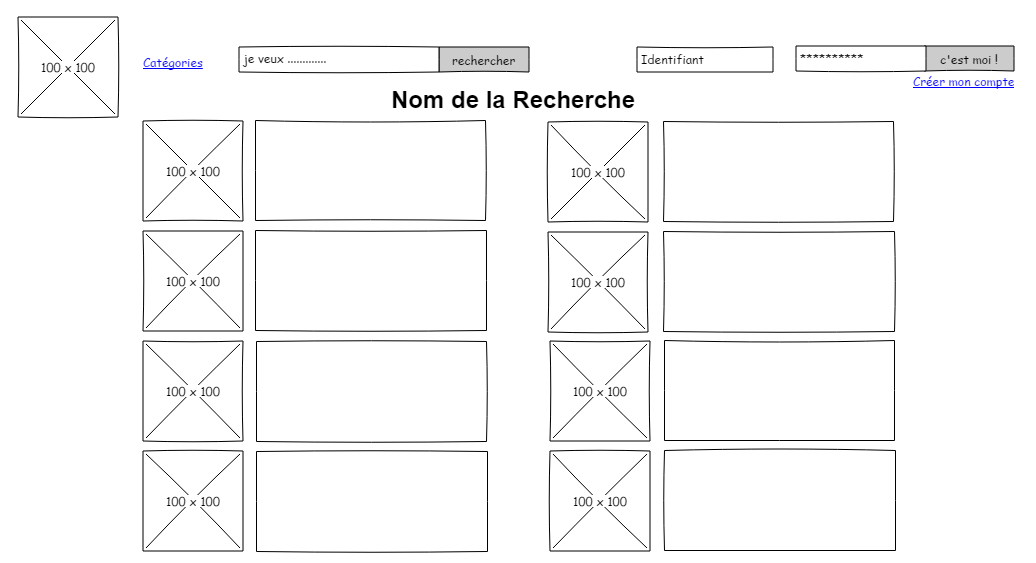 100 x 100
Catégories
je veux .............
rechercher
Identifiant
**********
c'est moi !
Créer mon compte
Nom de la Recherche
100 x 100
100 x 100
100 x 100
100 x 100
100 x 100
100 x 100
100 x 100
100 x 100